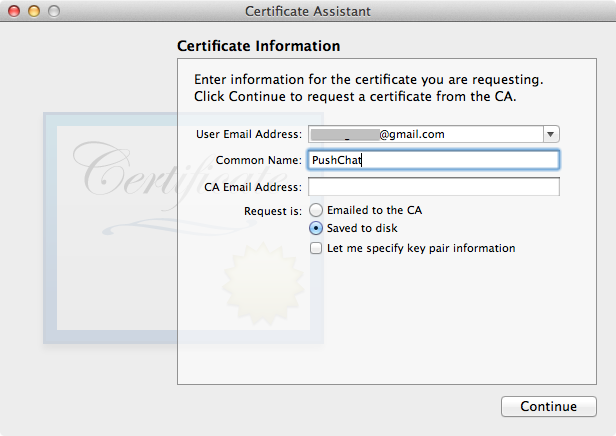 Certificate Assistant
Certificate Information
Enter information for the certificate you are requesting.
Click Continue to request a certificate from the CA.
Certificate
User Email Address: @gmail.com
Common Name: PushChat
CA Email Address:
Request is: Emailed to the CA
Saved to disk
Let me specify key pair information
Continue